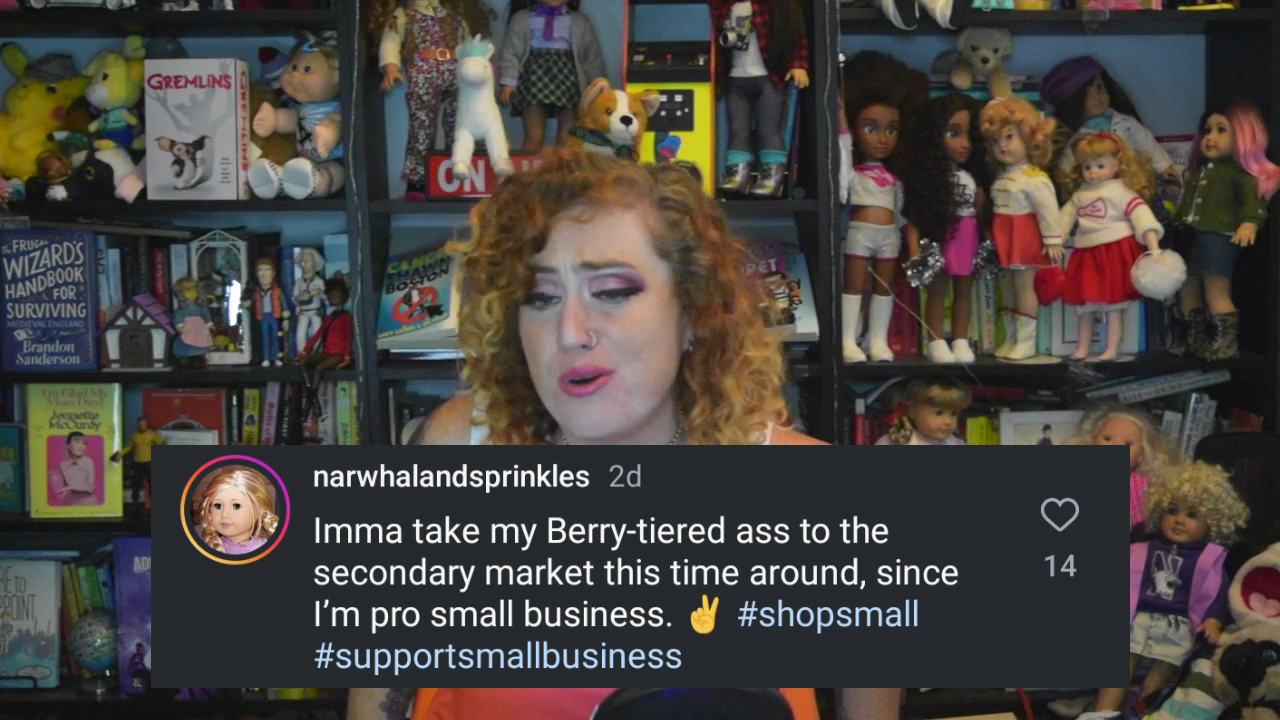 GREMLINS
ON
THE
FRUGAL
WIZARD'S
HANDBOOK
FOR
SURVIVING
MEDIEVAL ENGLAND
Brandon
Sanderson
I'm Glad My
Mom Died
Jennette
McCurdy
narwhalandsprinkles 2d
Imma take my Berry-tiered ass to the
secondary market this time around, since
I'm pro small business. ✌️ #shopsmall
#supportsmallbusiness
14